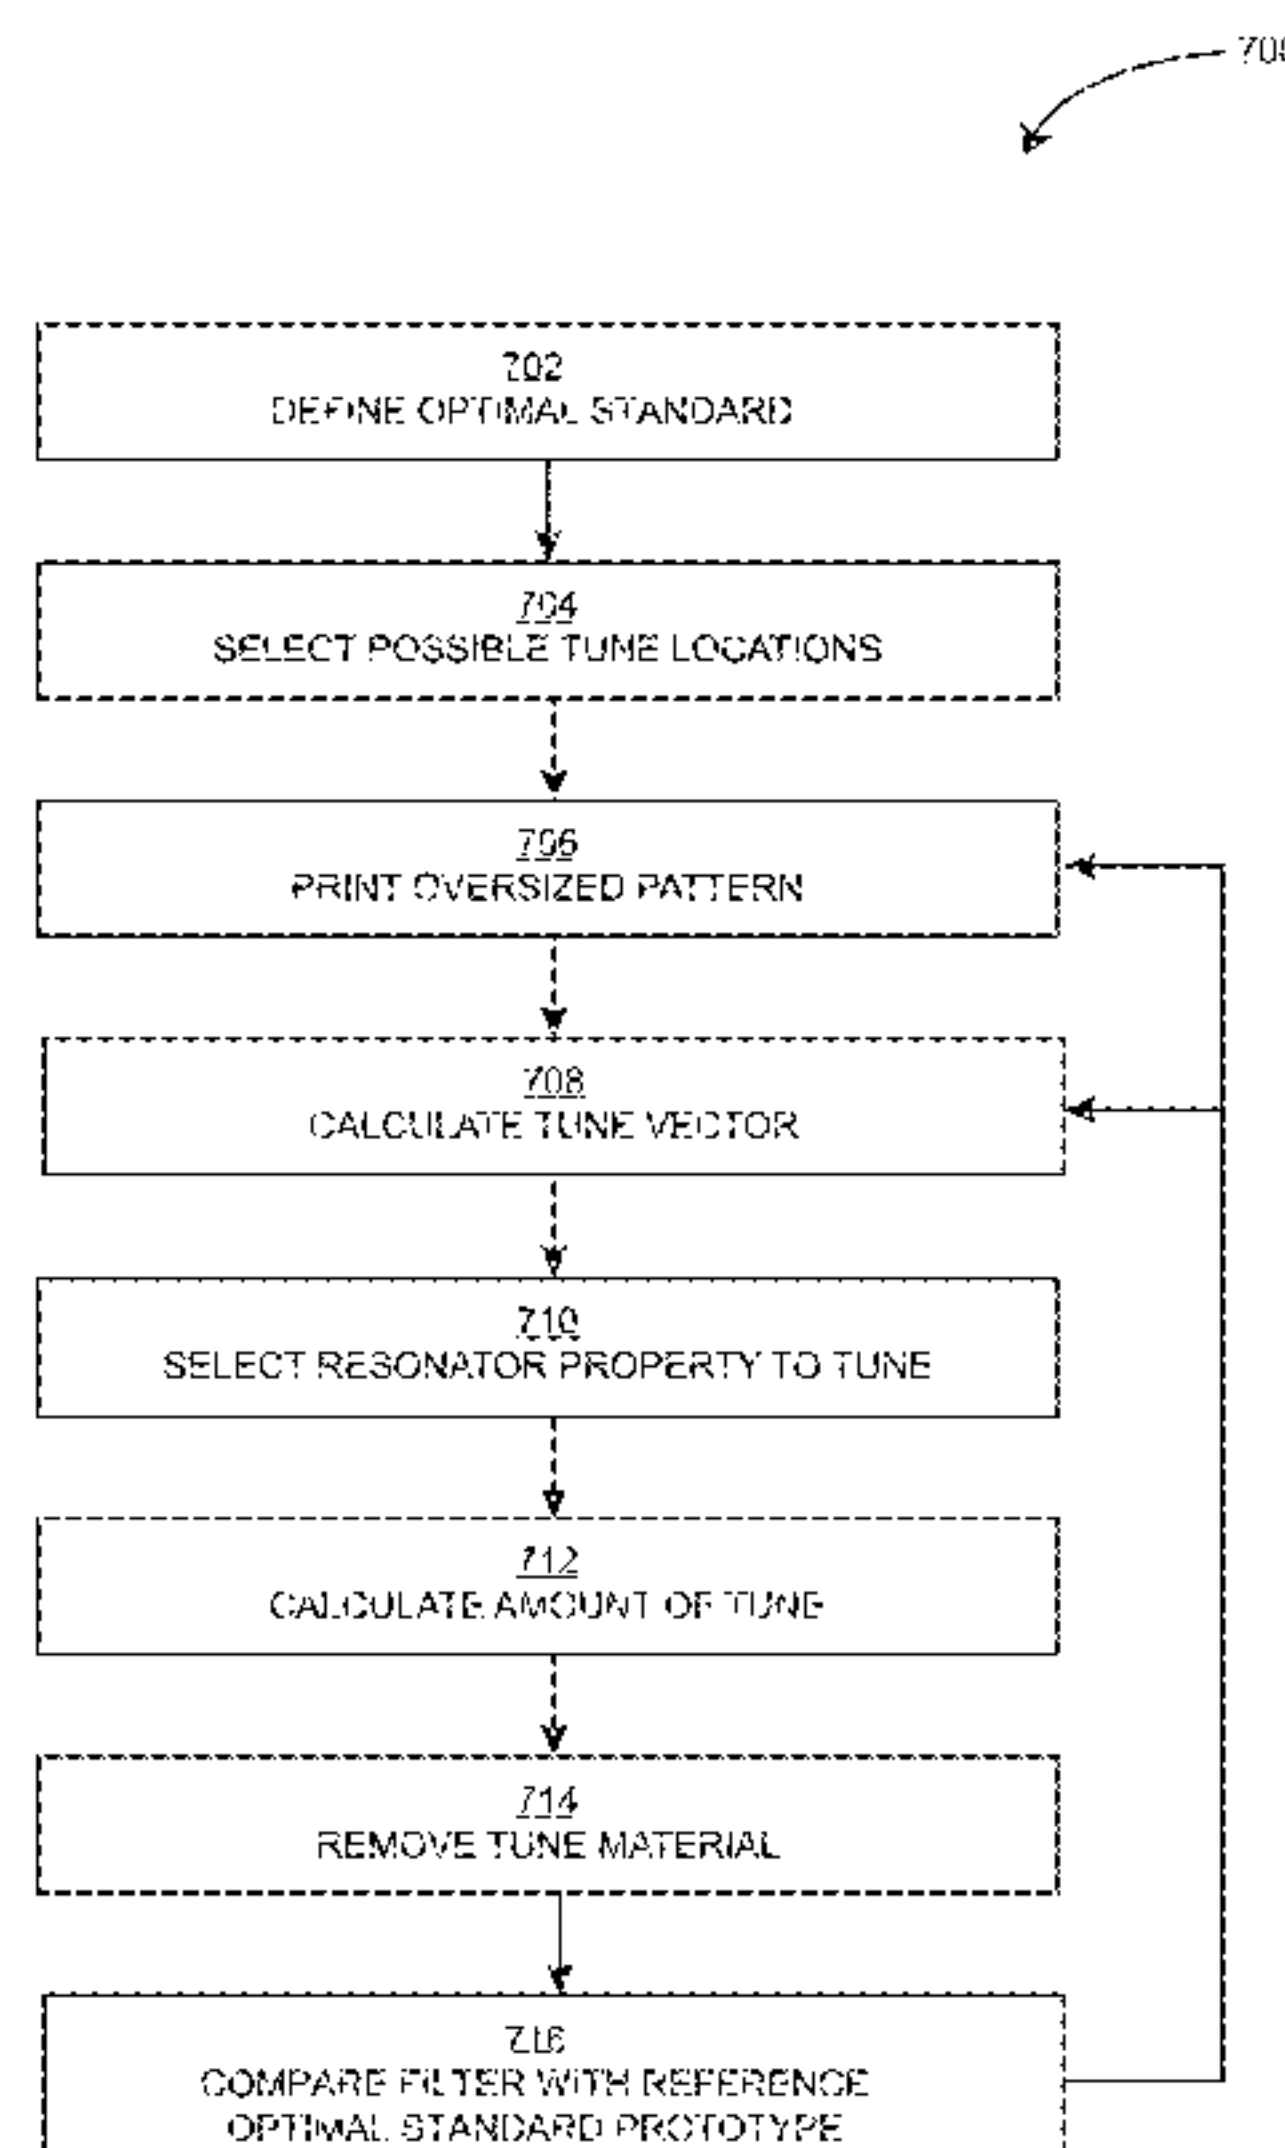 702
DEFINE OPTIMAL STANDARD
704
SELECT POSSIBLE TUNE LOCATIONS
706
PRINT OVERSIZED PATTERN
708
CALCULATE TUNE VECTOR
710
SELECT RESONATOR PROPERTY TO TUNE
712
CALCULATE AMOUNT OF TUNE
714
REMOVE TUNE MATERIAL
716
COMPARE FILTER WITH REFERENCE
OPTIMAL STANDARD PROTOTYPE